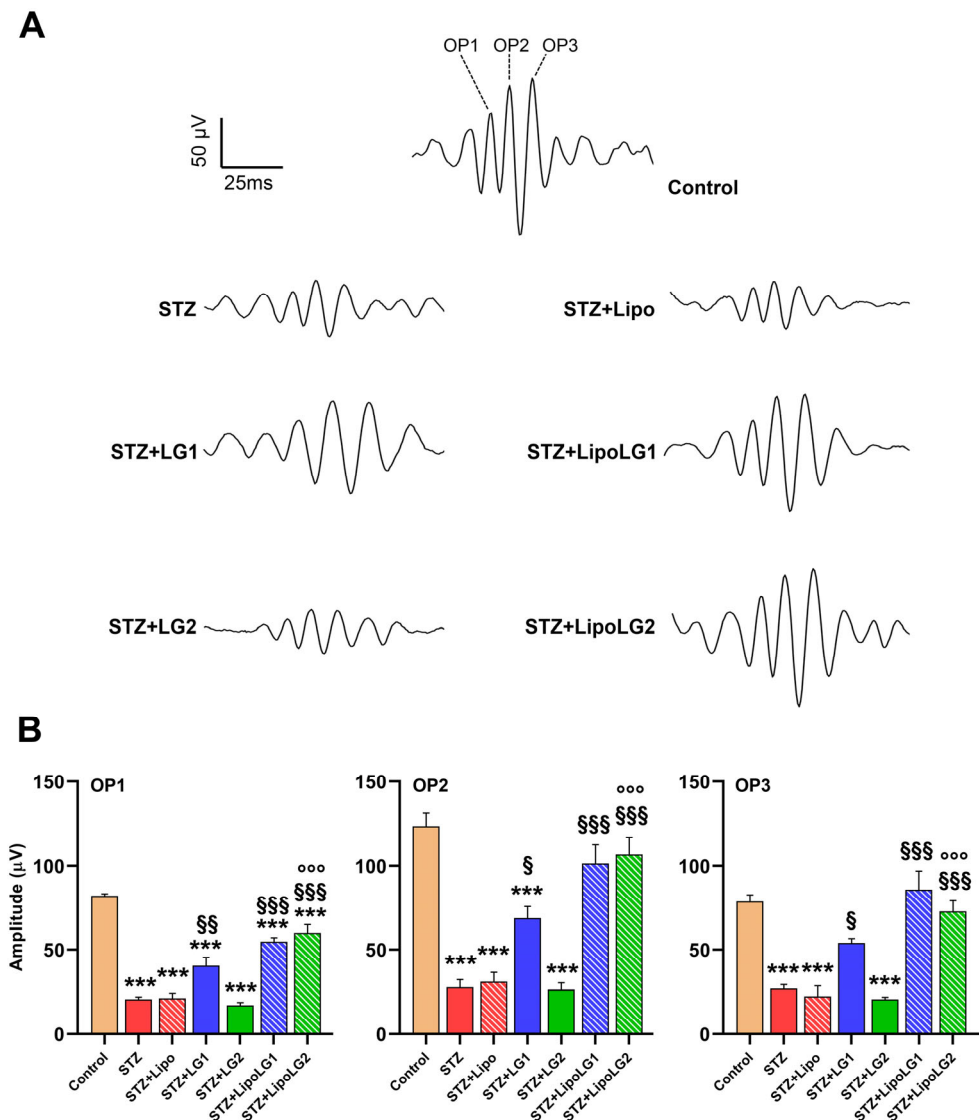 A
OP1 OP2 OP3
50 μV
25ms
Control
STZ
STZ+Lipo
STZ+LG1
STZ+LipoLG1
STZ+LG2
STZ+LipoLG2
B
Amplitude (μV)
150
100
50
0
OP1
***
***
§§
***
***
§§§
***
°°°
§§§
***
Control
STZ
STZ+Lipo
STZ+LG1
STZ+LG2
STZ+LipoLG1
STZ+LipoLG2
150
100
50
0
OP2
***
***
§
***
***
§§§
°°°
§§§
Control
STZ
STZ+Lipo
STZ+LG1
STZ+LG2
STZ+LipoLG1
STZ+LipoLG2
150
100
50
0
OP3
***
***
§
***
§§§
°°°
§§§
Control
STZ
STZ+Lipo
STZ+LG1
STZ+LG2
STZ+LipoLG1
STZ+LipoLG2